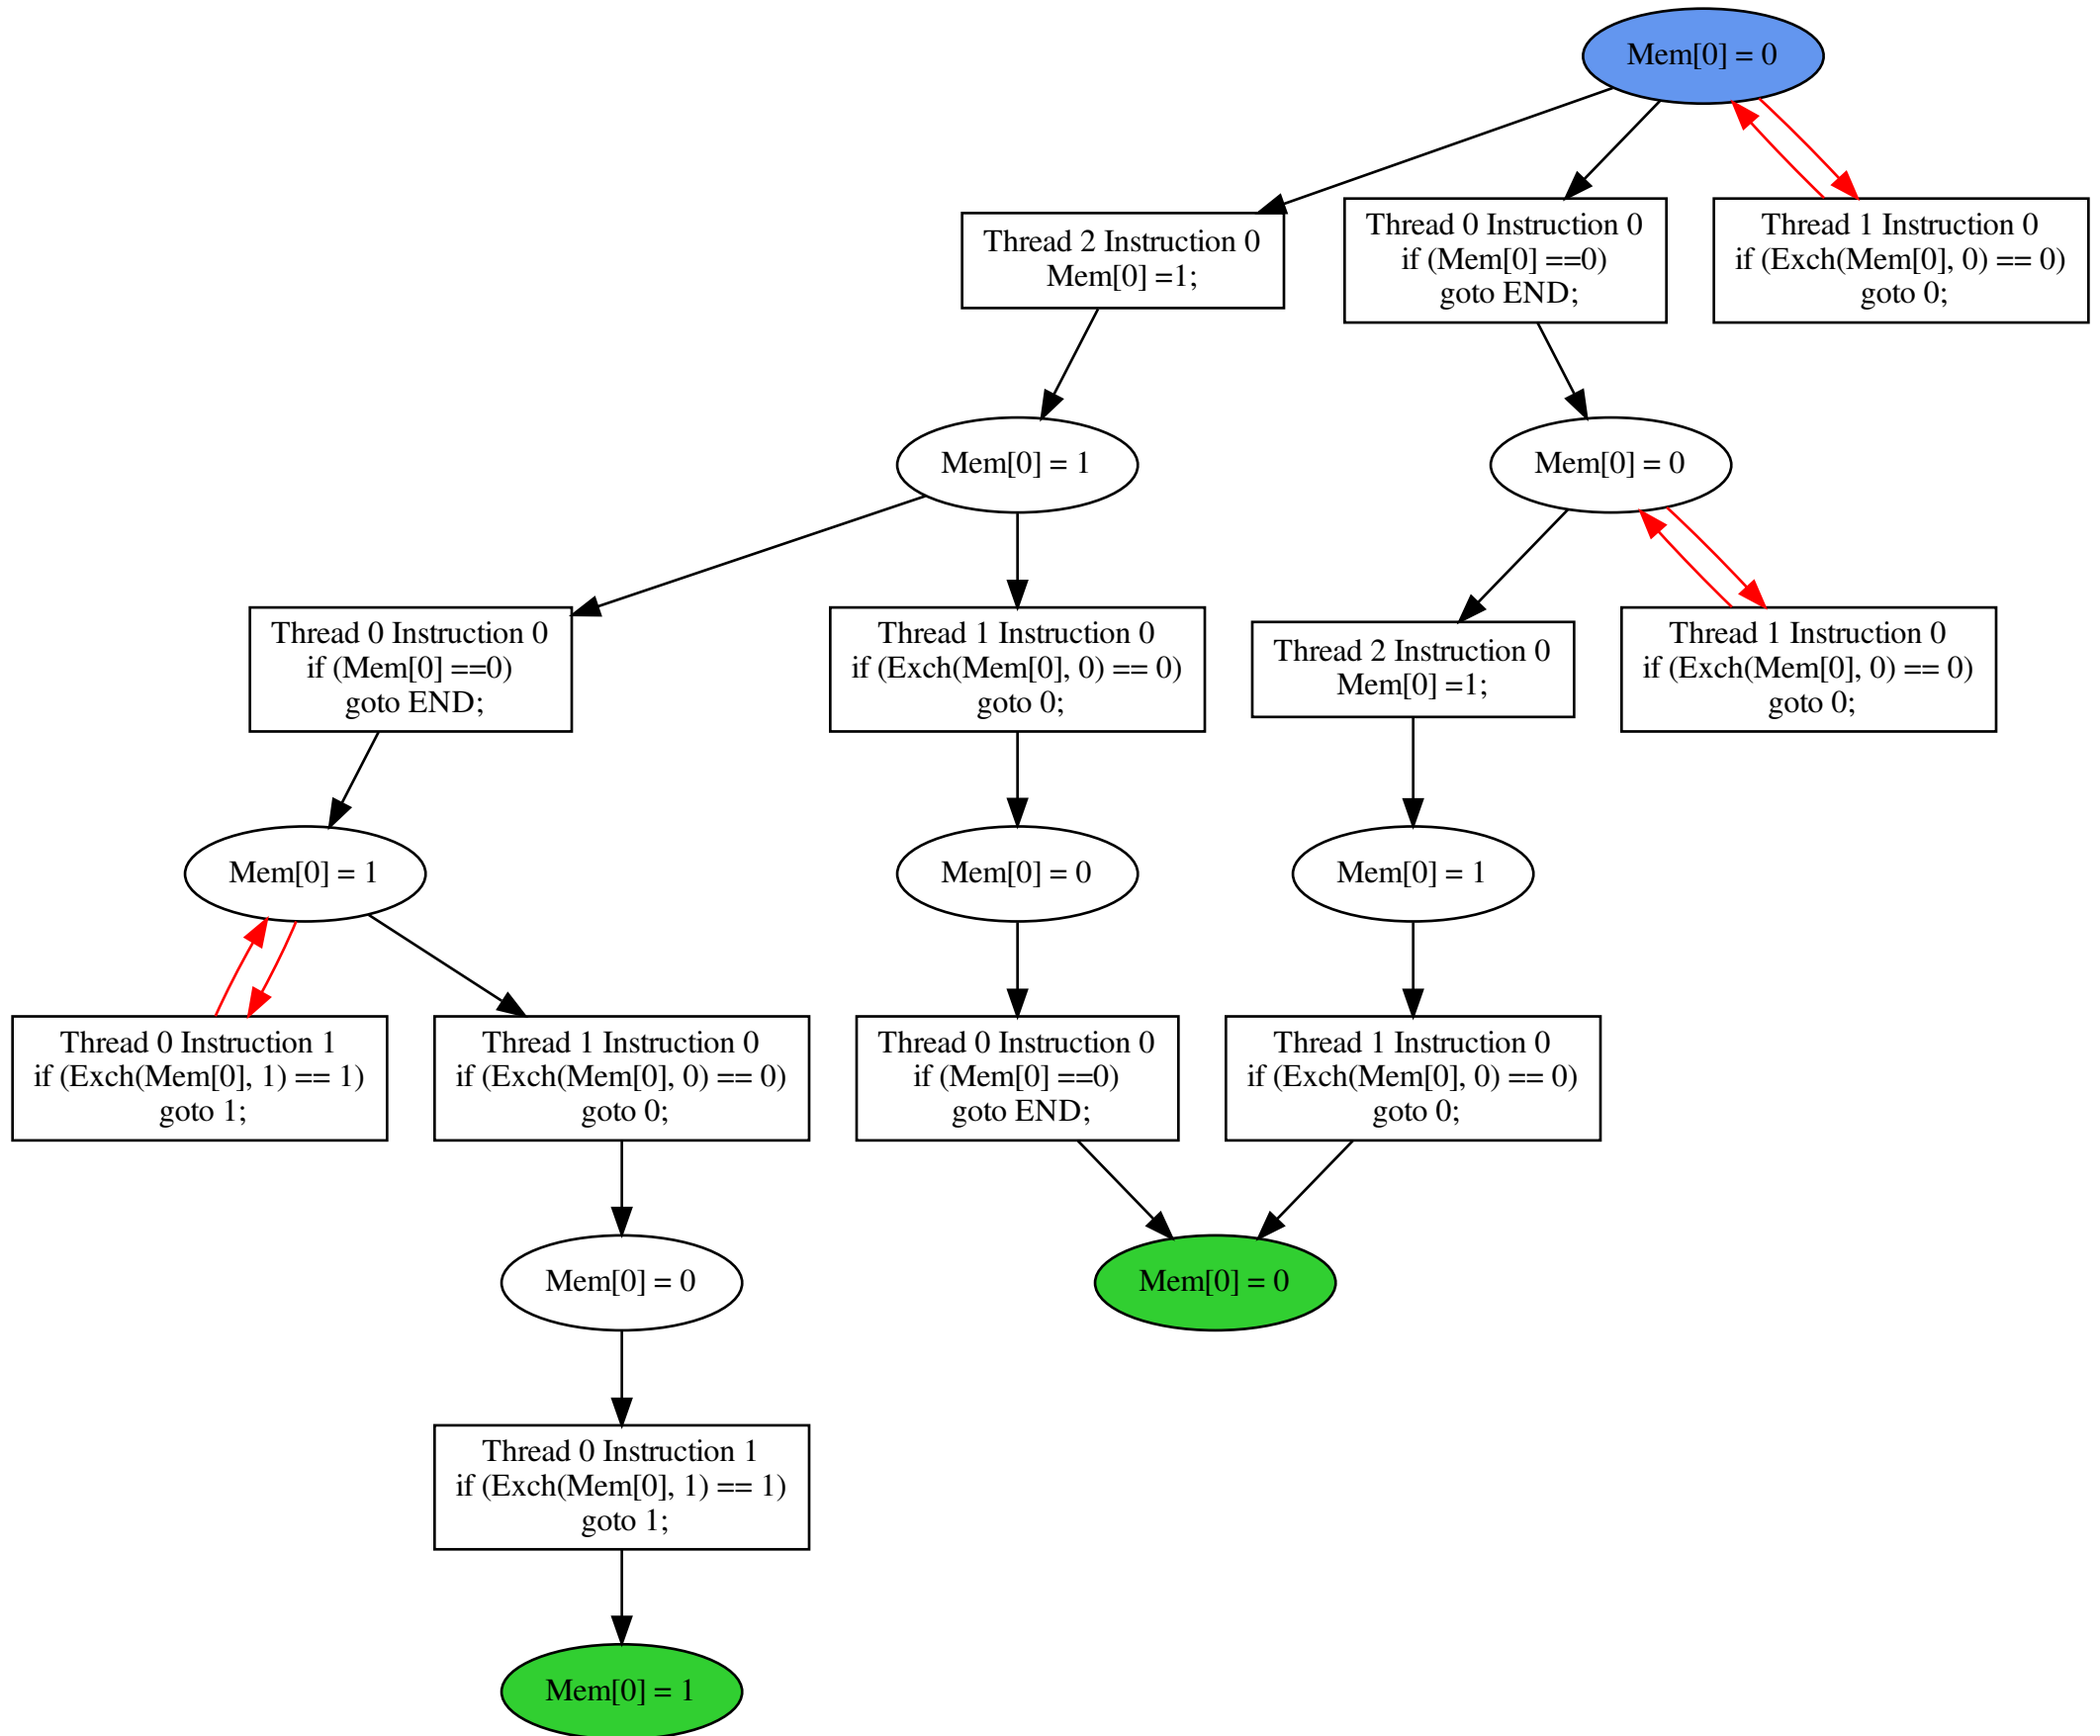 Mem[0] = 0
Thread 2 Instruction 0
Mem[0] =1;
Thread 0 Instruction 0
if (Mem[0] ==0)
goto END;
Thread 1 Instruction 0
if (Exch(Mem[0], 0) == 0)
goto 0;
Mem[0] = 1
Mem[0] = 0
Thread 0 Instruction 0
if (Mem[0] ==0)
goto END;
Thread 1 Instruction 0
if (Exch(Mem[0], 0) == 0)
goto 0;
Thread 2 Instruction 0
Mem[0] =1;
Thread 1 Instruction 0
if (Exch(Mem[0], 0) == 0)
goto 0;
Mem[0] = 1
Mem[0] = 0
Mem[0] = 1
Thread 0 Instruction 1
if (Exch(Mem[0], 1) == 1)
goto 1;
Thread 1 Instruction 0
if (Exch(Mem[0], 0) == 0)
goto 0;
Thread 0 Instruction 0
if (Mem[0] ==0)
goto END;
Thread 1 Instruction 0
if (Exch(Mem[0], 0) == 0)
goto 0;
Mem[0] = 0
Mem[0] = 0
Thread 0 Instruction 1
if (Exch(Mem[0], 1) == 1)
goto 1;
Mem[0] = 1